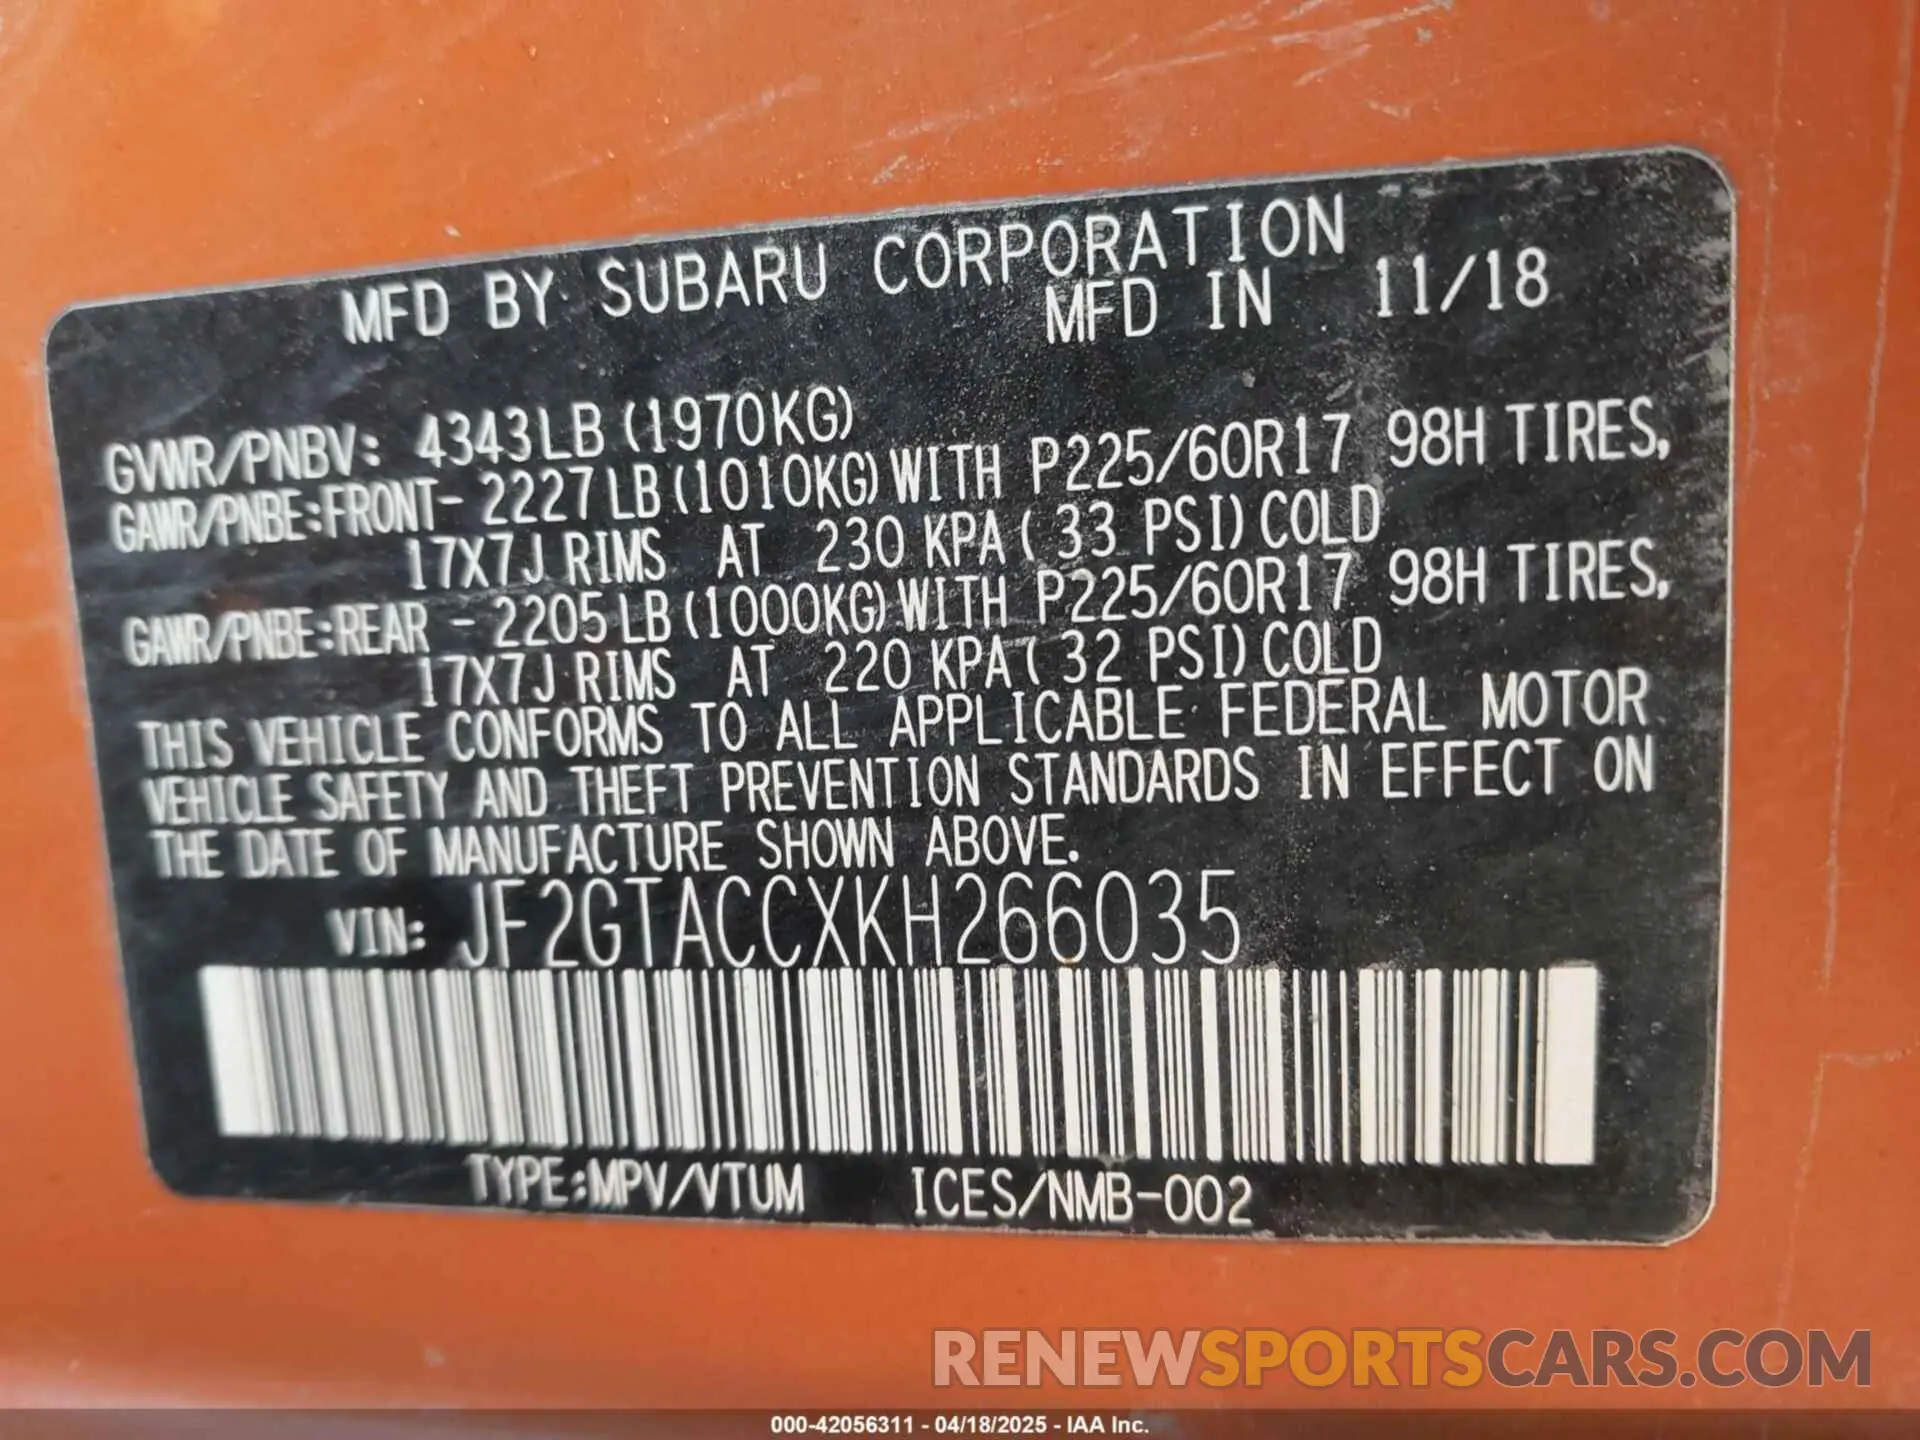 MFD BY SUBARU CORPORATION
MFD IN 11/18
GVWR/PNBV: 4343LB (1970KG)
GAWR/PNBE:FRONT- 2227LB(1010KG)WITH P225/60R17 98H TIRES,
17X7J RIMS AT 230 KPA( 33 PSI)COLD
GAWR/PNBE:REAR - 2205LB(1000KG)WITH P225/60R17 98H TIRES,
17X7J RIMS AT 220 KPA( 32 PSI)COLD
THIS VEHICLE CONFORMS TO ALL APPLICABLE FEDERAL MOTOR
VEHICLE SAFETY AND THEFT PREVENTION STANDARDS IN EFFECT ON
THE DATE OF MANUFACTURE SHOWN ABOVE.
VIN: JF2GTACCXKH266035
TYPE:MPV/VTUM ICES/NMB-002
RENEWSPORTSCARS.COM
000-42056311 - 04/18/2025 - IAA Inc.